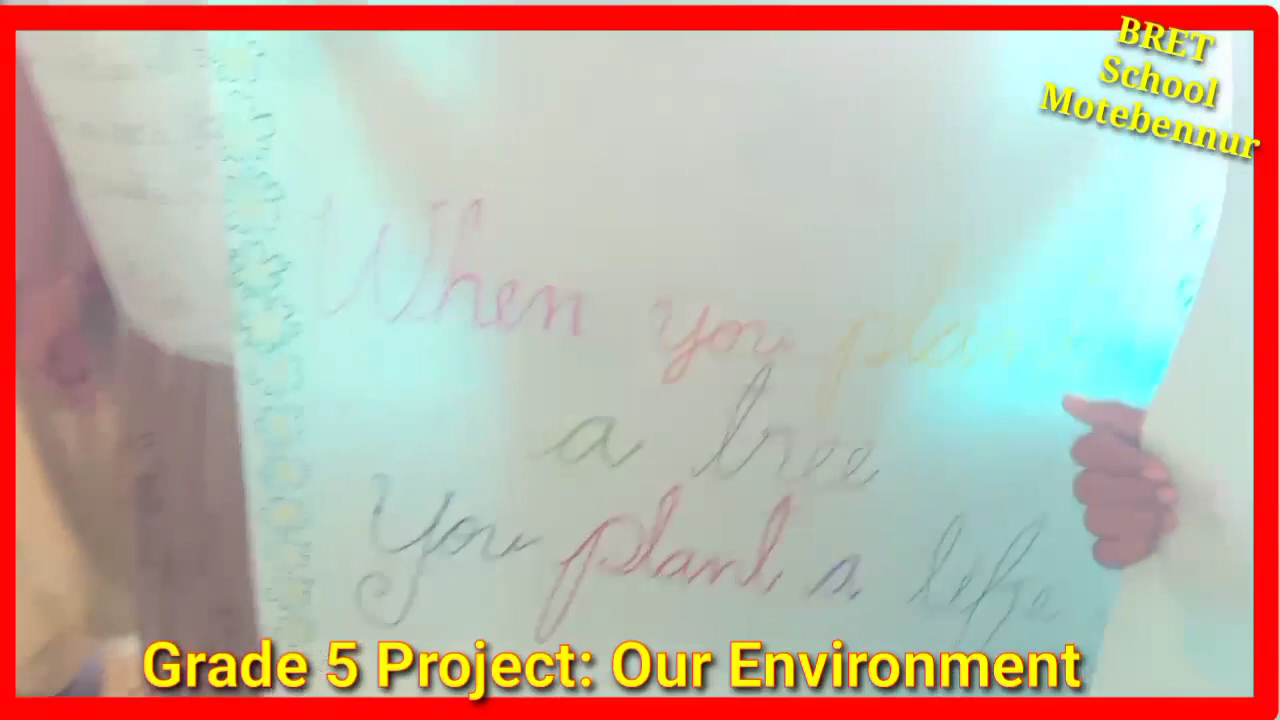 BRET
School
Motebennur
When you plant
a tree
You plant a life
Grade 5 Project: Our Environment